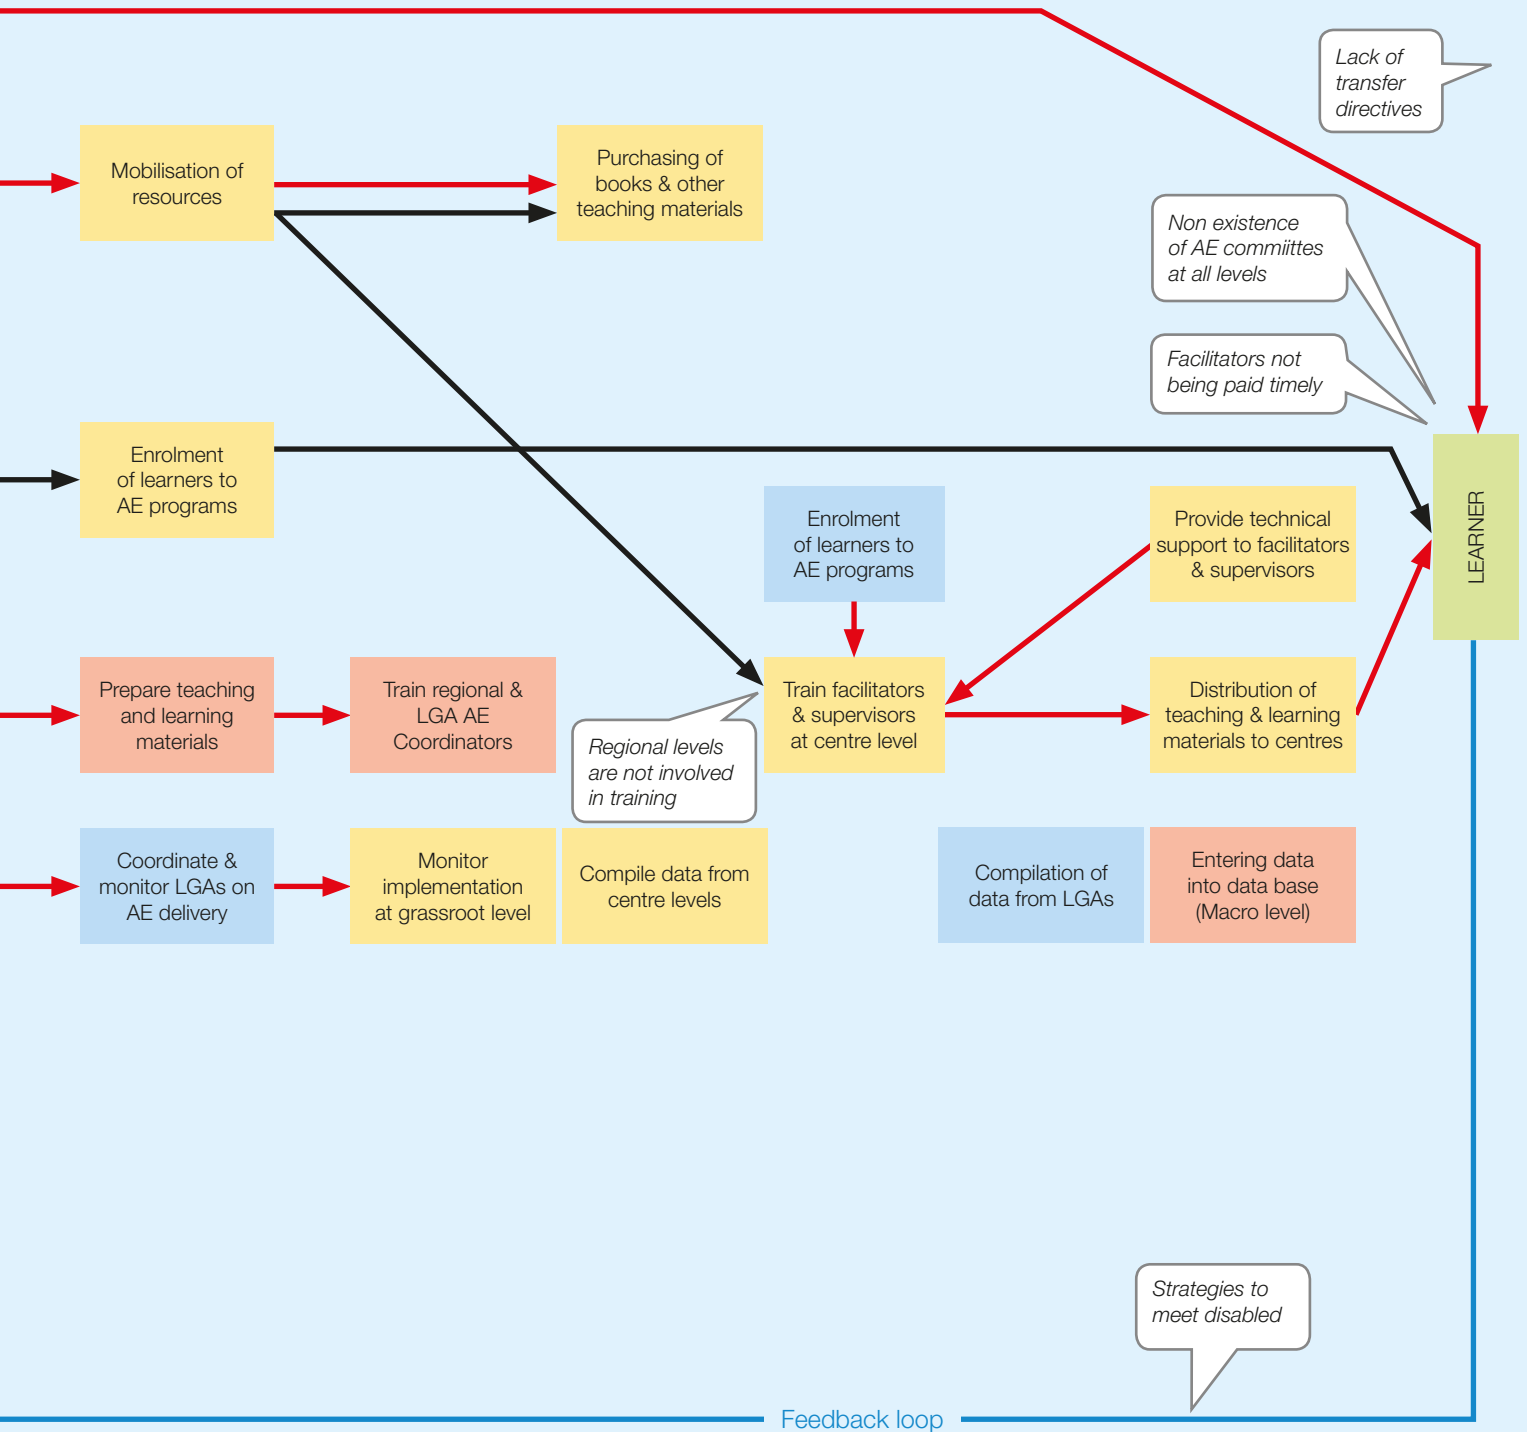 Lack of
transfer
directives
Mobilisation of
resources
Purchasing of
books & other
teaching materials
Non existence
of AE commiittes
at all levels
Facilitators not
being paid timely
Enrolment
of learners to
AE programs
Enrolment
of learners to
AE programs
Provide technical
support to facilitators
& supervisors
LEARNER
Prepare teaching
and learning
materials
Train regional &
LGA AE
Coordinators
Regional levels
are not involved
in training
Train facilitators
& supervisors
at centre level
Distribution of
teaching & learning
materials to centres
Coordinate &
monitor LGAs on
AE delivery
Monitor
implementation
at grassroot level
Compile data from
centre levels
Compilation of
data from LGAs
Entering data
into data base
(Macro level)
Strategies to
meet disabled
Feedback loop